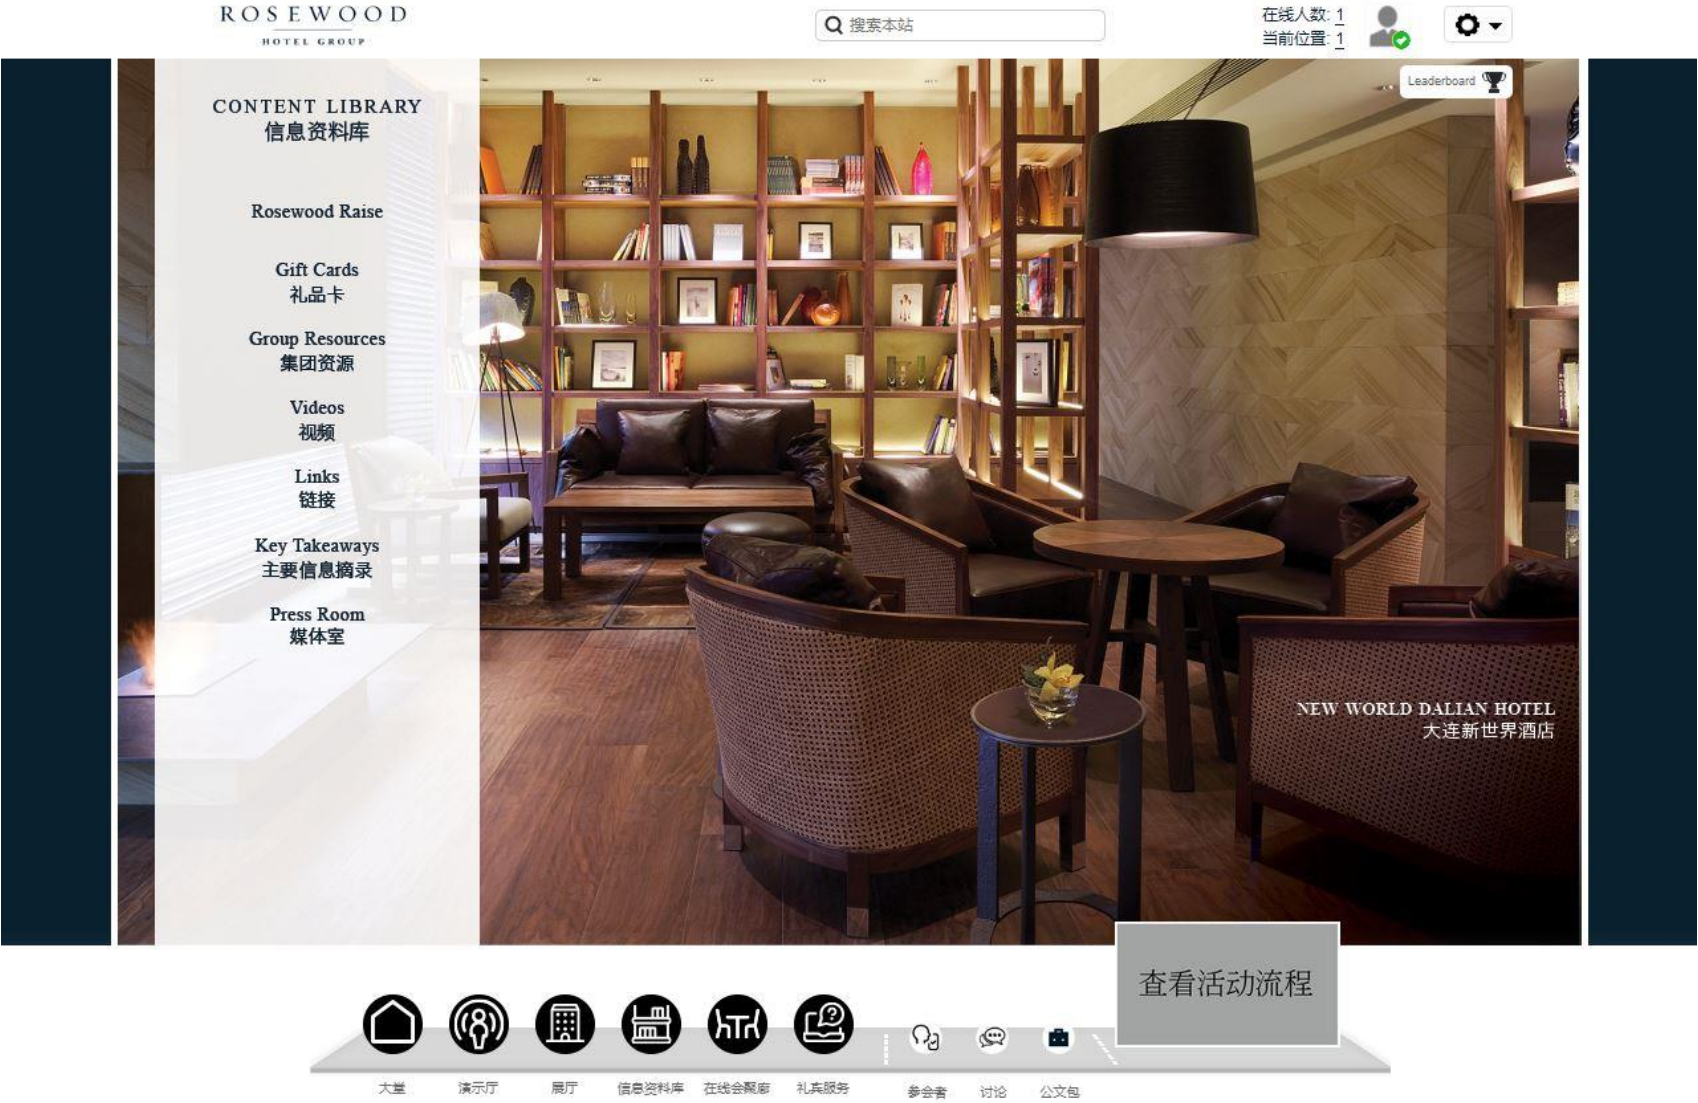 ROSEWOOD
HOTEL GROUP
搜索本站
在线人数: 1
当前位置: 1
Leaderboard
CONTENT LIBRARY
信息资料库
Rosewood Raise
Gift Cards
礼品卡
Group Resources
集团资源
Videos
视频
Links
链接
Key Takeaways
主要信息摘录
Press Room
媒体室
NEW WORLD DALIAN HOTEL
大连新世界酒店
查看活动流程
大堂
演示厅
展厅
信息资料库
在线会聚廊
礼宾服务
参会者
讨论
公文包